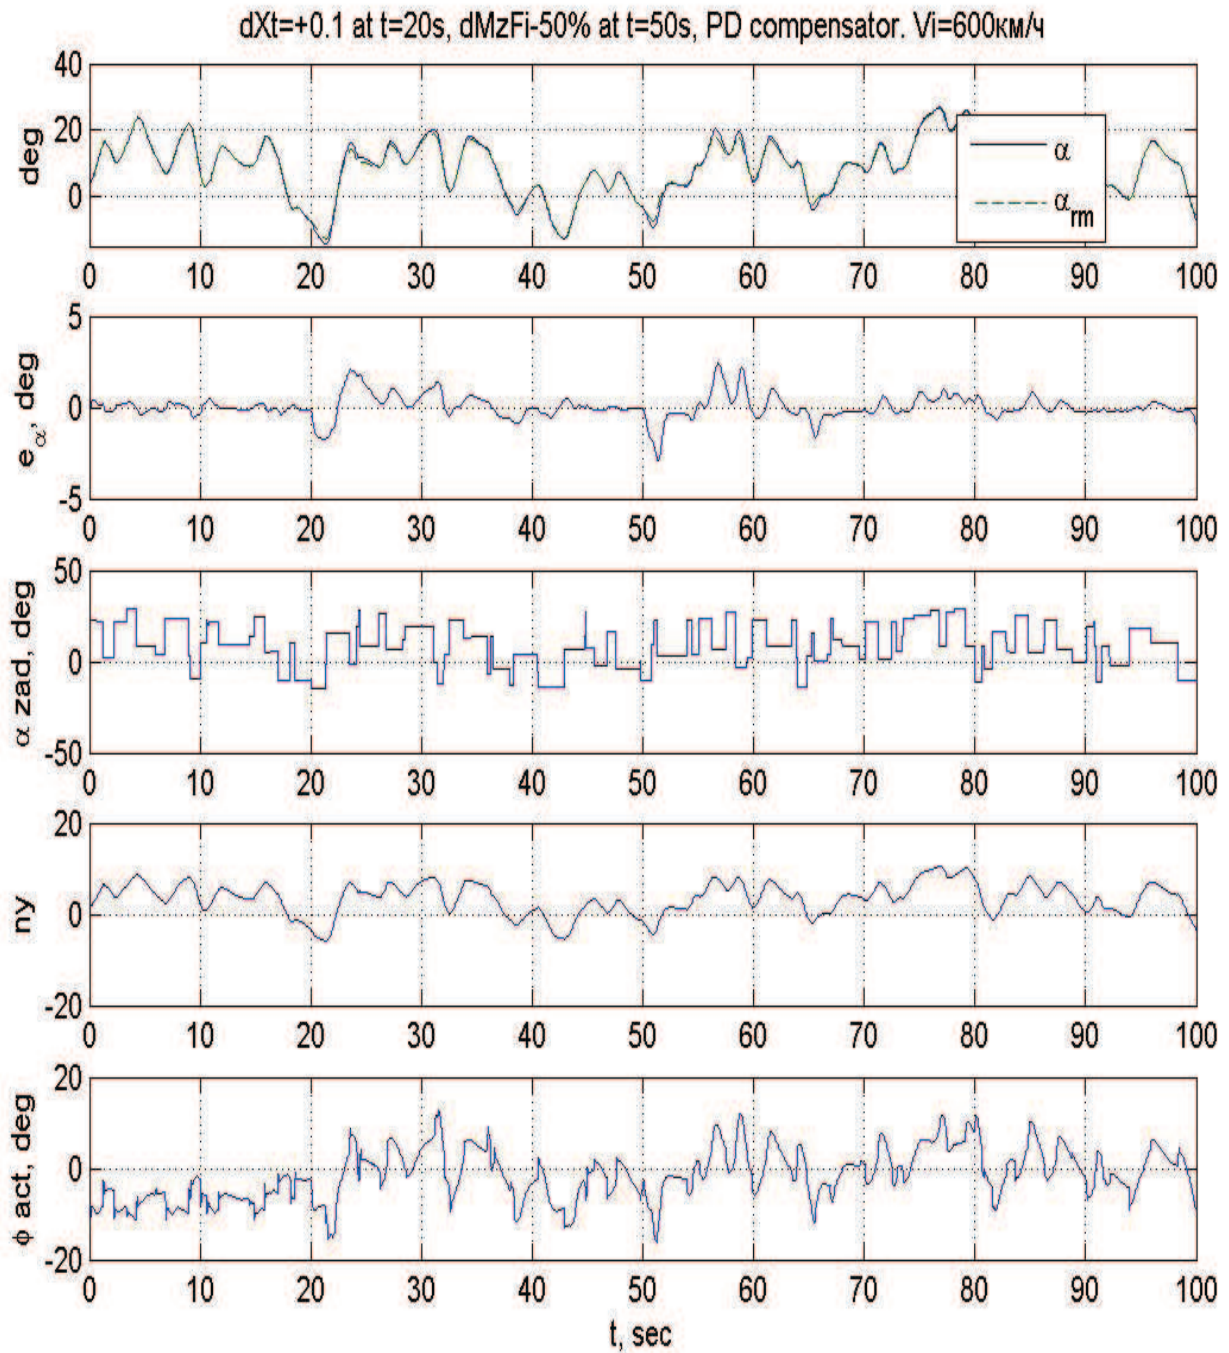 dXt=+0.1 at t=20s, dMzFi-50% at t=50s, PD compensator. Vi=600км/ч
40
20
0
deg
α
α_rm
0 10 20 30 40 50 60 70 80 90 100
5
0
-5
e_α, deg
0 10 20 30 40 50 60 70 80 90 100
50
0
-50
α zad, deg
0 10 20 30 40 50 60 70 80 90 100
20
0
-20
ny
0 10 20 30 40 50 60 70 80 90 100
20
0
-20
ϕ act, deg
0 10 20 30 40 50 60 70 80 90 100
t, sec